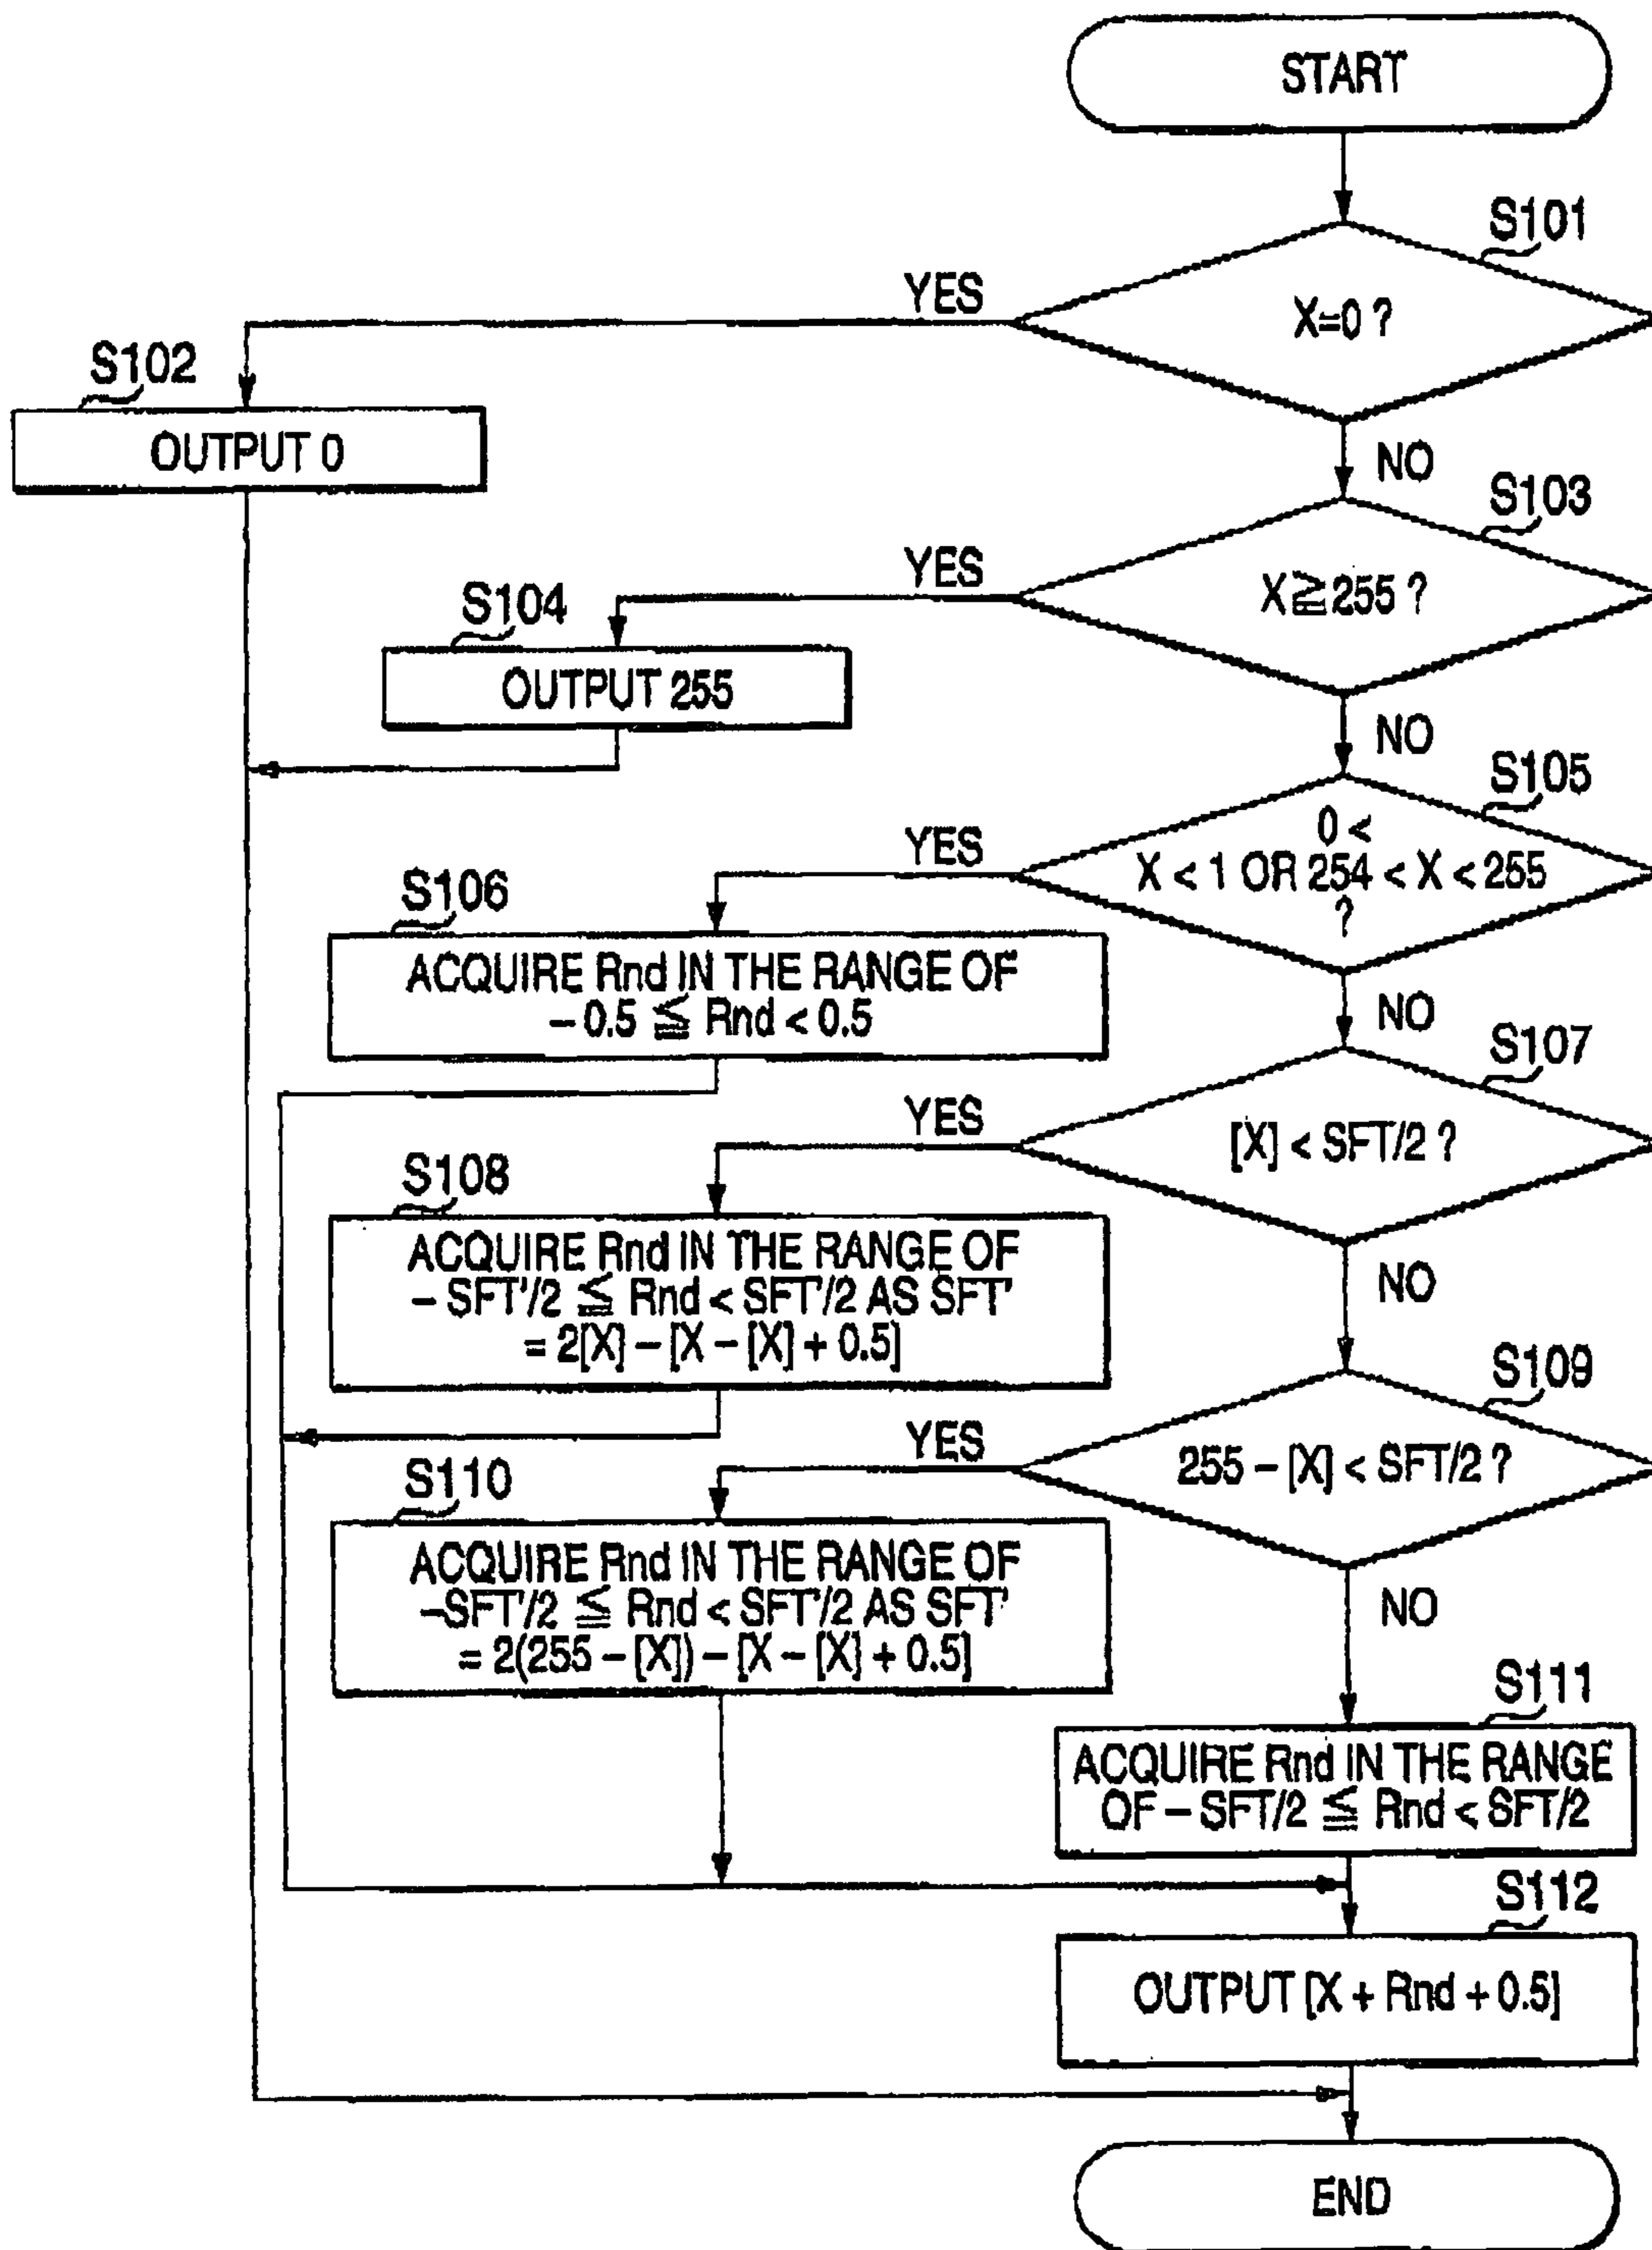 START
S101
YES
X=0 ?
S102
OUTPUT 0
NO
S103
YES
X≧255 ?
S104
OUTPUT 255
NO
S105
YES
0 <
X < 1 OR 254 < X < 255
?
S106
ACQUIRE Rnd IN THE RANGE OF
– 0.5 ≦ Rnd < 0.5
NO
S107
YES
[X] < SFT/2 ?
S108
ACQUIRE Rnd IN THE RANGE OF
– SFT'/2 ≦ Rnd < SFT'/2 AS SFT'
= 2[X] – [X – [X] + 0.5]
NO
S109
YES
255 – [X] < SFT/2 ?
S110
ACQUIRE Rnd IN THE RANGE OF
–SFT'/2 ≦ Rnd < SFT'/2 AS SFT'
= 2(255 – [X]) – [X – [X] + 0.5]
NO
S111
ACQUIRE Rnd IN THE RANGE
OF – SFT/2 ≦ Rnd < SFT/2
S112
OUTPUT [X + Rnd + 0.5]
END